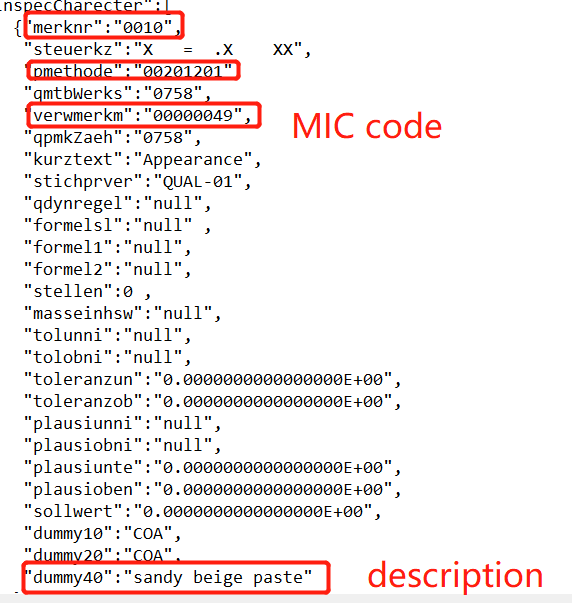 inspecCharecter":[
{"merknr":"0010",
"steuerkz":"X   =  .X    XX",
"pmethode":"00201201"
"qmtbWerks":"0758",
"verwmerkm":"00000049",
MIC code
"qpmkZaeh":"0758",
"kurztext":"Appearance",
"stichprver":"QUAL-01",
"qdynregel":"null",
"formelsl":"null" ,
"formel1":"null",
"formel2":"null",
"stellen":0 ,
"masseinhsw":"null",
"tolunni":"null",
"tolobni":"null",
"toleranzun":"0.0000000000000000E+00",
"toleranzob":"0.0000000000000000E+00",
"plausiunni":"null",
"plausiobni":"null",
"plausiunte":"0.0000000000000000E+00",
"plausioben":"0.0000000000000000E+00",
"sollwert":"0.0000000000000000E+00",
"dummy10":"COA",
"dummy20":"COA",
"dummy40":"sandy beige paste"
description